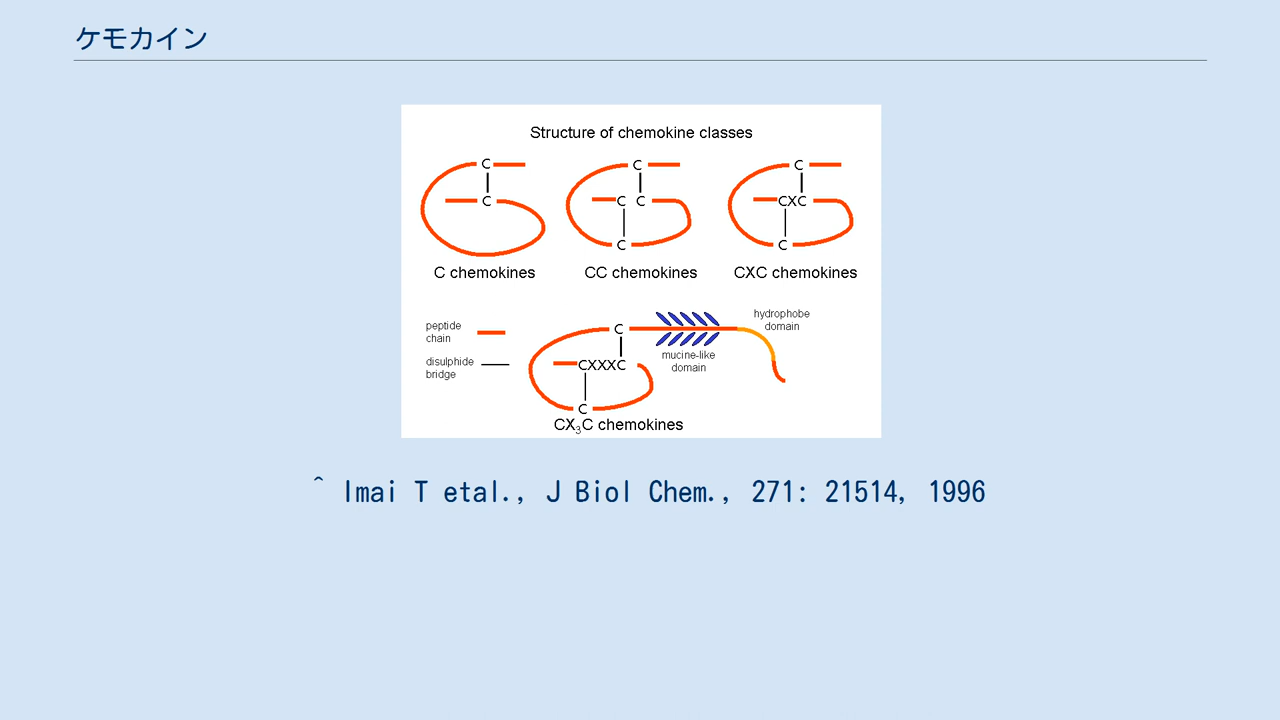 ケモカイン
Structure of chemokine classes
C C C
C C C CXC
C C
C chemokines CC chemokines CXC chemokines
hydrophobe
domain
peptide
chain
C
mucine-like
domain
disulphide
bridge
CXXXC
C
CX₃C chemokines
^ Imai T etal., J Biol Chem., 271: 21514, 1996